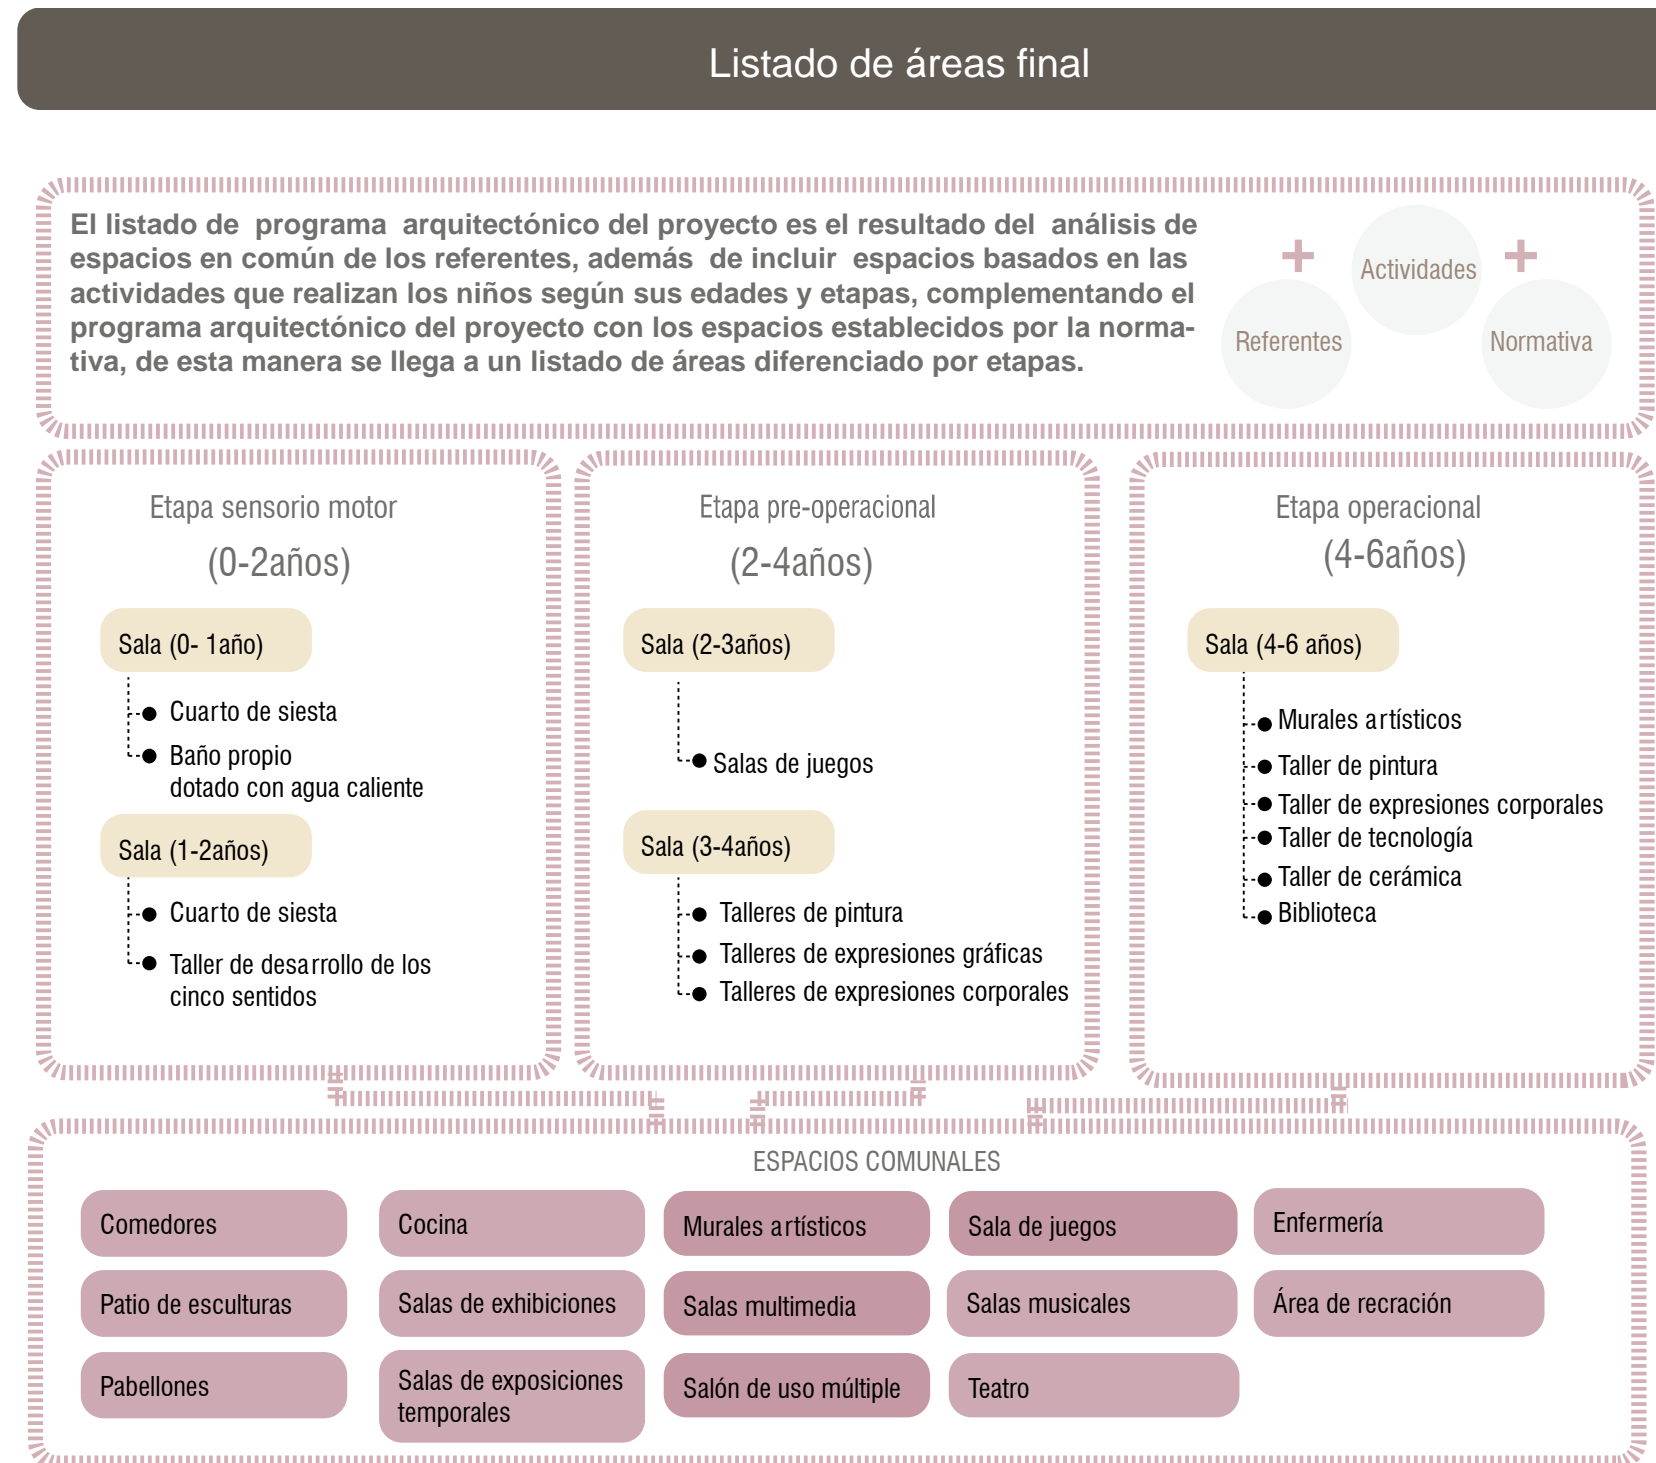 Listado de áreas final
El listado de programa arquitectónico del proyecto es el resultado del análisis de
espacios en común de los referentes, además de incluir espacios basados en las
actividades que realizan los niños según sus edades y etapas, complementando el
programa arquitectónico del proyecto con los espacios establecidos por la norma-
tiva, de esta manera se llega a un listado de áreas diferenciado por etapas.
Referentes
+
Actividades
+
Normativa
Etapa sensorio motor
(0-2años)
Sala (0- 1año)
Cuarto de siesta
Baño propio
dotado con agua caliente
Sala (1-2años)
Cuarto de siesta
Taller de desarrollo de los
cinco sentidos
Etapa pre-operacional
(2-4años)
Sala (2-3años)
Salas de juegos
Sala (3-4años)
Talleres de pintura
Talleres de expresiones gráficas
Talleres de expresiones corporales
Etapa operacional
(4-6años)
Sala (4-6 años)
Murales artísticos
Taller de pintura
Taller de expresiones corporales
Taller de tecnología
Taller de cerámica
Biblioteca
ESPACIOS COMUNALES
Comedores
Cocina
Murales artísticos
Sala de juegos
Enfermería
Patio de esculturas
Salas de exhibiciones
Salas multimedia
Salas musicales
Área de recración
Pabellones
Salas de exposiciones
temporales
Salón de uso múltiple
Teatro